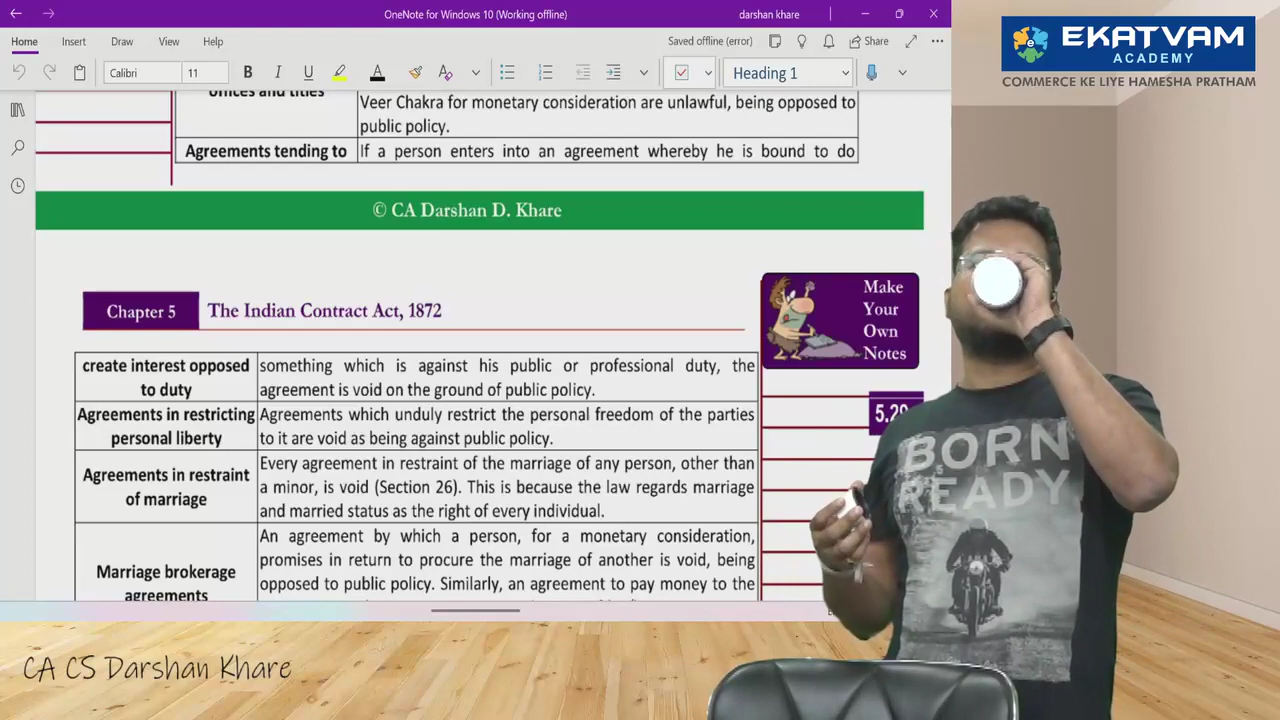 OneNote for Windows 10 (Working offline)
darshan khare
Home
Insert
Draw
View
Help
Saved offline (error)
Share
Calibri
11
B
I
U
A
Heading 1
EKATVAM
ACADEMY
COMMERCE KE LIYE HAMESHA PRATHAM
Offices and titles
Veer Chakra for monetary consideration are unlawful, being opposed to
public policy.
Agreements tending to
If a person enters into an agreement whereby he is bound to do
© CA Darshan D. Khare
Chapter 5
The Indian Contract Act, 1872
Make
Your
Own
Notes
create interest opposed
to duty
something which is against his public or professional duty, the
agreement is void on the ground of public policy.
Agreements in restricting
personal liberty
Agreements which unduly restrict the personal freedom of the parties
to it are void as being against public policy.
Agreements in restraint
of marriage
Every agreement in restraint of the marriage of any person, other than
a minor, is void (Section 26). This is because the law regards marriage
and married status as the right of every individual.
Marriage brokerage
agreements
An agreement by which a person, for a monetary consideration,
promises in return to procure the marriage of another is void, being
opposed to public policy. Similarly, an agreement to pay money to the
BORN
READY
CA CS Darshan Khare